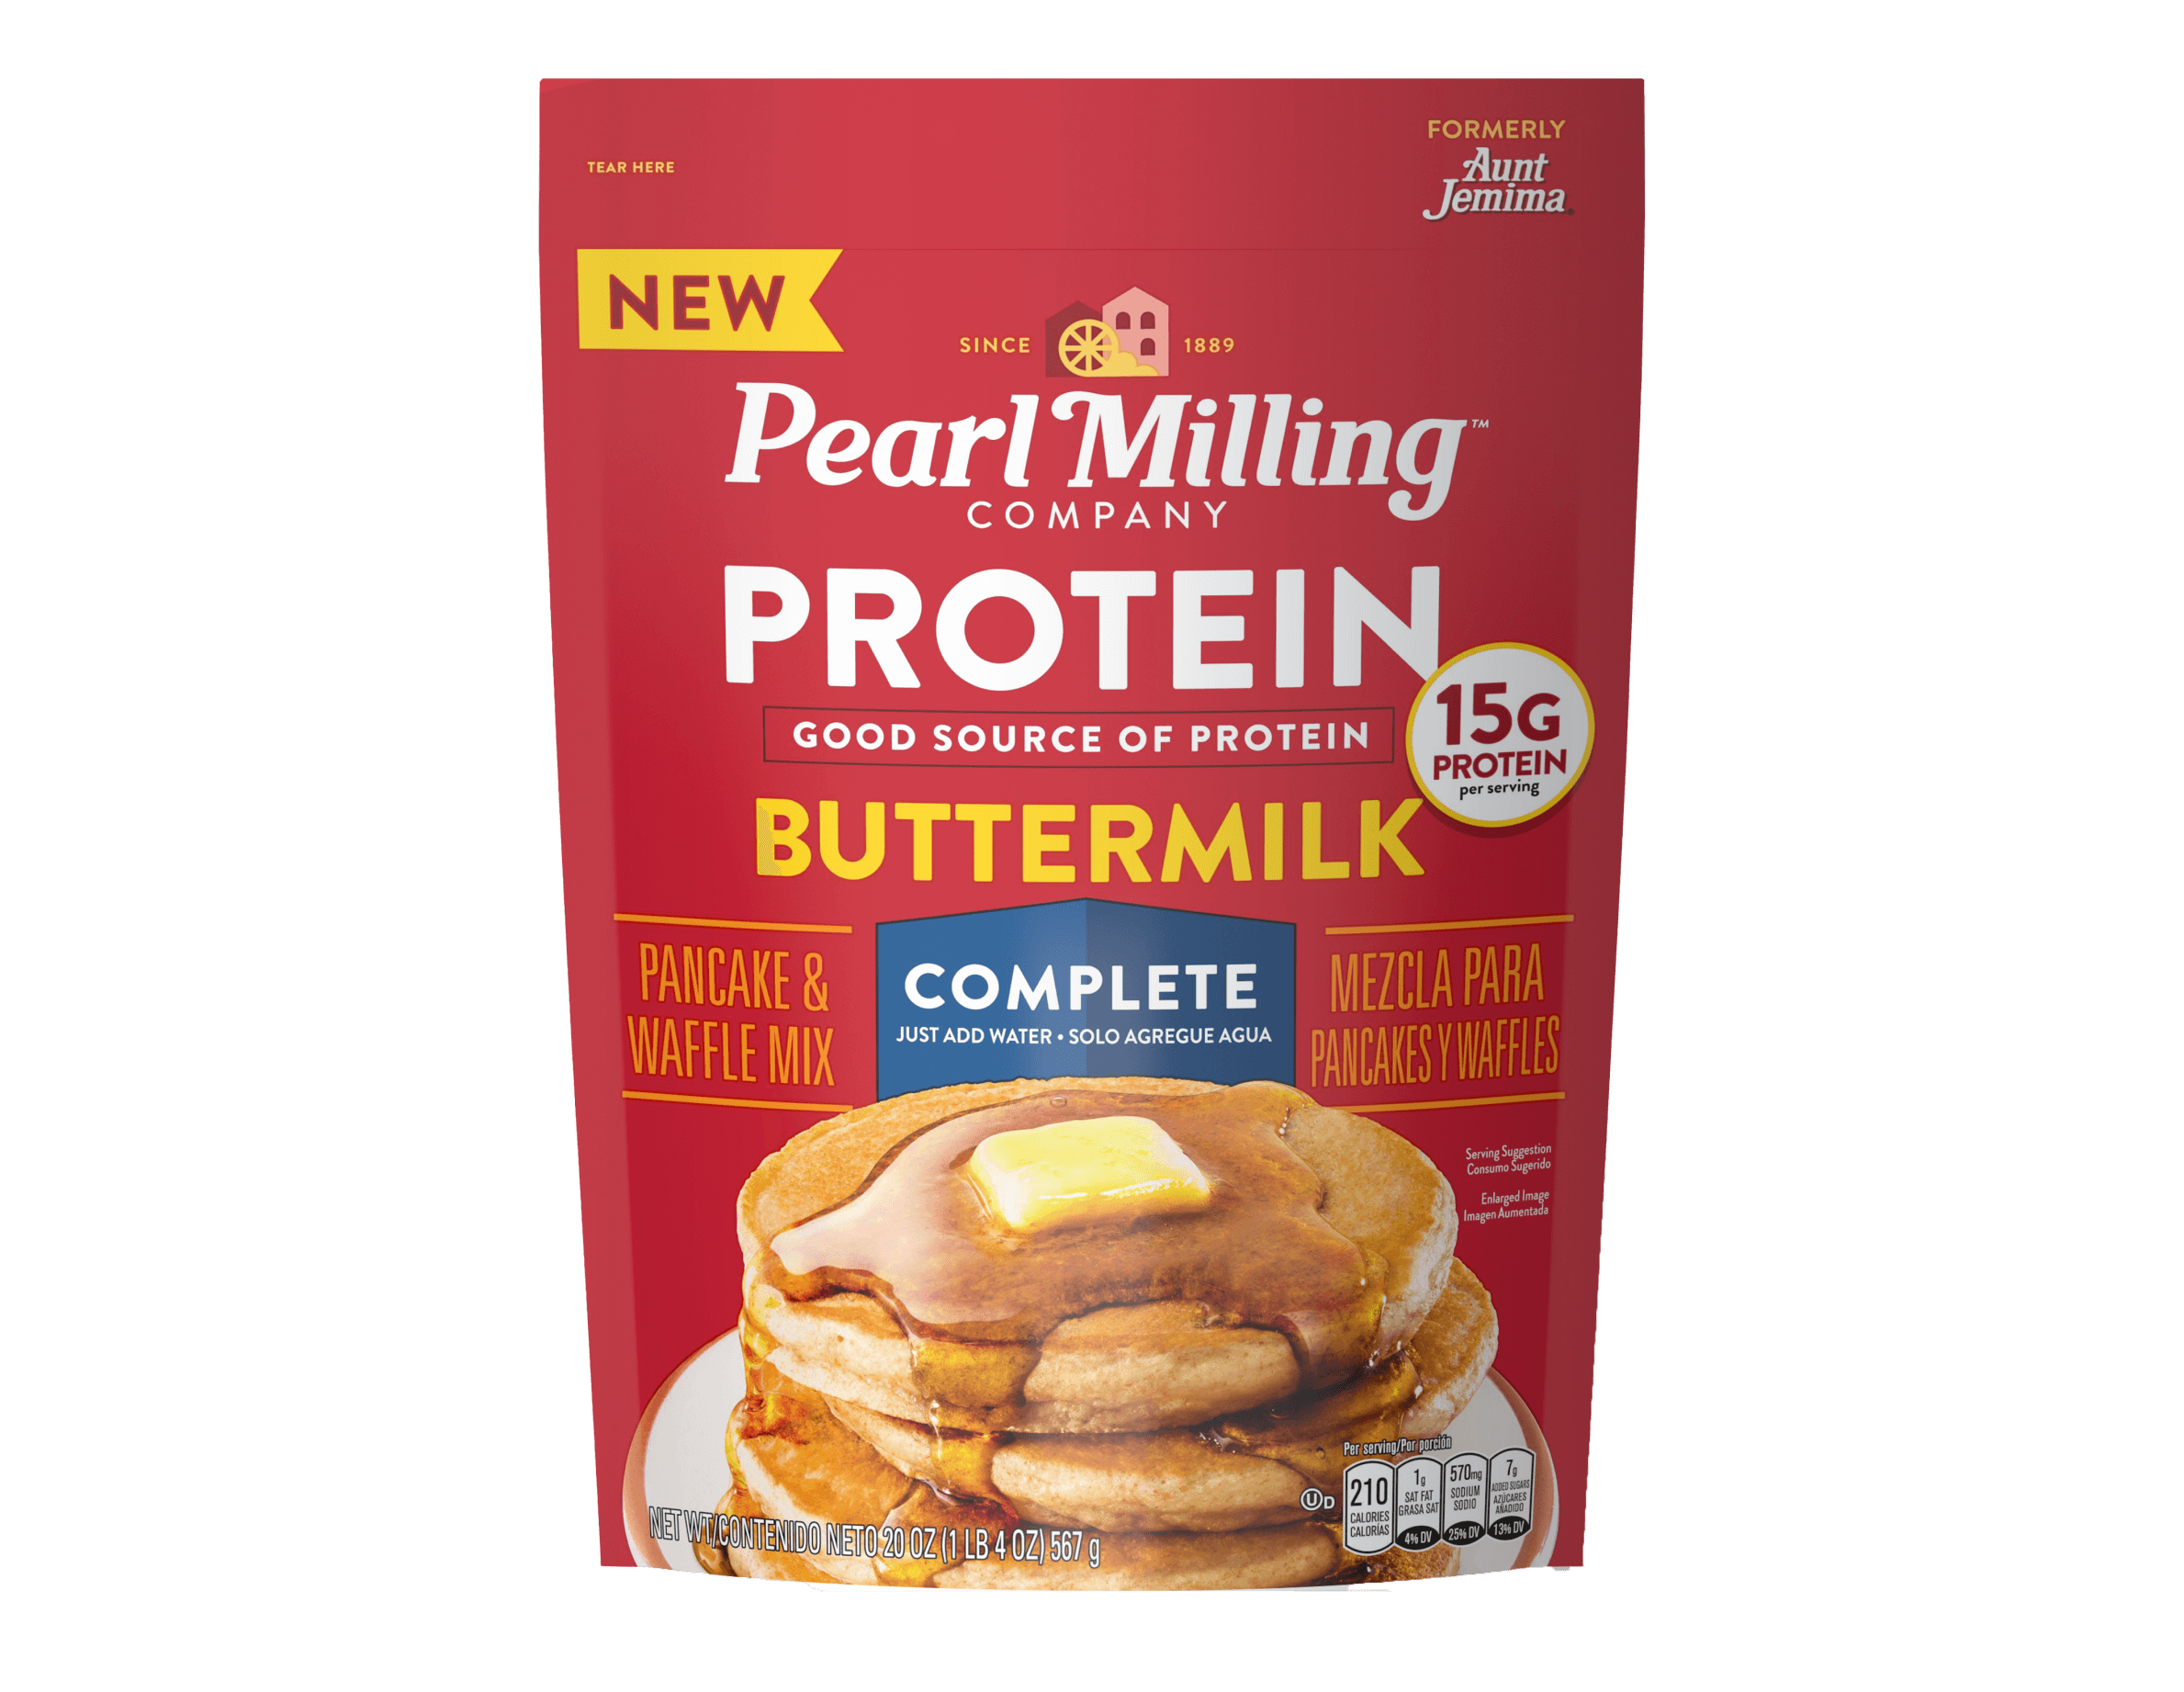 FORMERLY
Aunt
Jemima®
TEAR HERE
NEW
SINCE 1889
Pearl Milling™
COMPANY
PROTEIN
GOOD SOURCE OF PROTEIN
15G
PROTEIN
per serving
BUTTERMILK
PANCAKE &
WAFFLE MIX
COMPLETE
JUST ADD WATER • SOLO AGREGUE AGUA
MEZCLA PARA
PANCAKES Y WAFFLES
Serving Suggestion
Consumo Sugerido
Enlarged Image
Imagen Aumentada
Per serving/Por porción
210
CALORIES
CALORÍAS
1g
SAT FAT
GRASA SAT
4% DV
570mg
SODIUM
SODIO
25% DV
7g
ADDED SUGARS
AZÚCARES
AÑADIDO
13% DV
UD
NET WT/CONTENIDO NETO 20 OZ (1 LB 4 OZ) 567 g